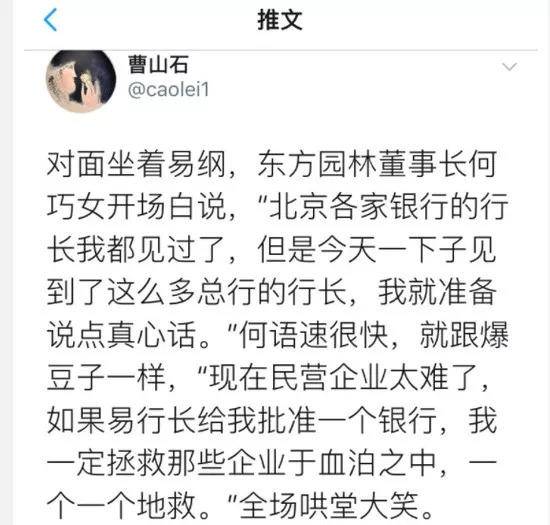 推文
曹山石
@caolei1
对面坐着易纲，东方园林董事长何
巧女开场白说，“北京各家银行的行
长我都见过了，但是今天一下子见
到了这么多总行的行长，我就准备
说点真心话。”何语速很快，就跟爆
豆子一样，“现在民营企业太难了，
如果易行长给我批准一个银行，我
一定拯救那些企业于血泊之中，一
个一个地救。”全场哄堂大笑。